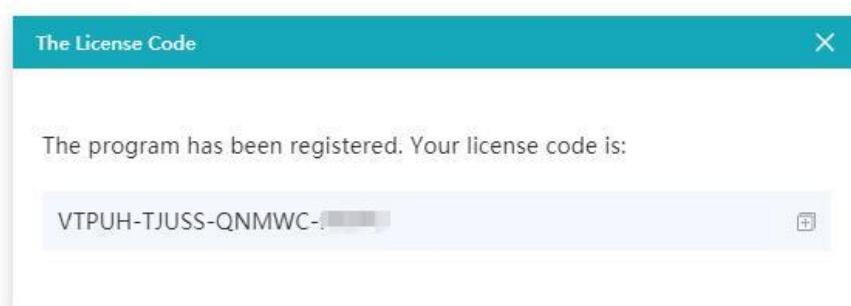 The License Code
The program has been registered. Your license code is:
VTPUH-TJUSS-QNMWC-